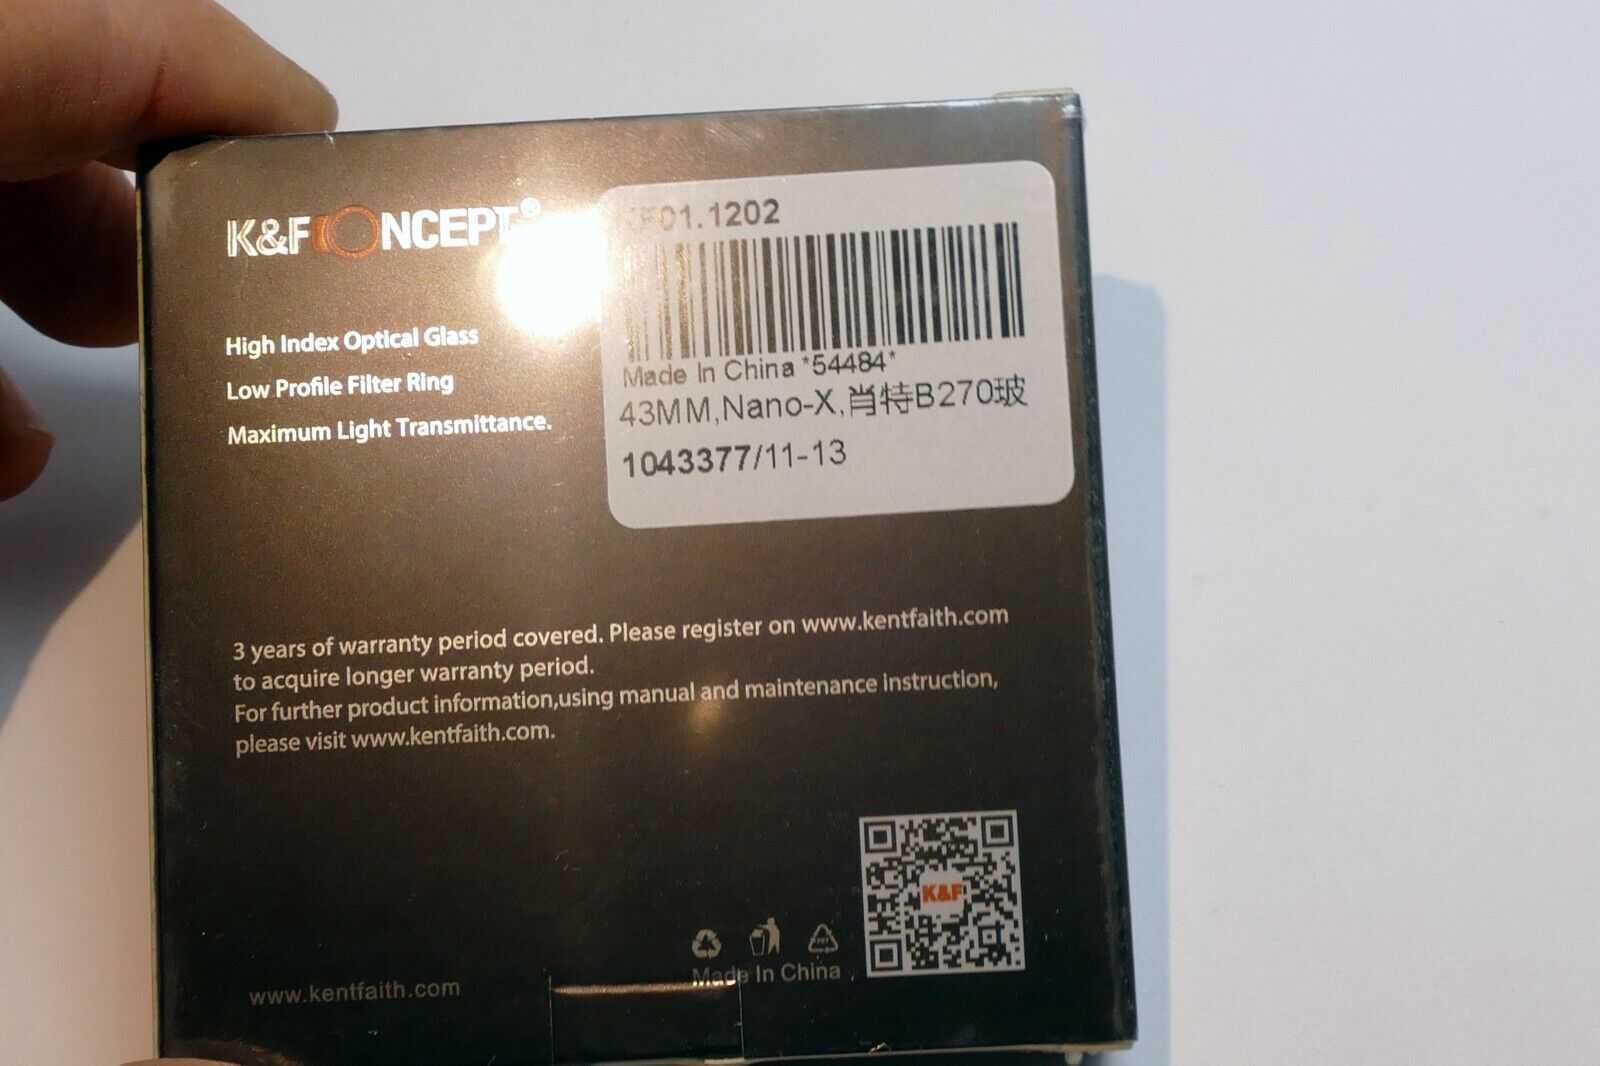 K&F CONCEPT®
High Index Optical Glass
Low Profile Filter Ring
Maximum Light Transmittance.
KF01.1202
Made In China *54484*
43MM,Nano-X,肖特B270玻
1043377/11-13
3 years of warranty period covered. Please register on www.kentfaith.com
to acquire longer warranty period.
For further product information,using manual and maintenance instruction,
please visit www.kentfaith.com.
K&F
Made In China
www.kentfaith.com